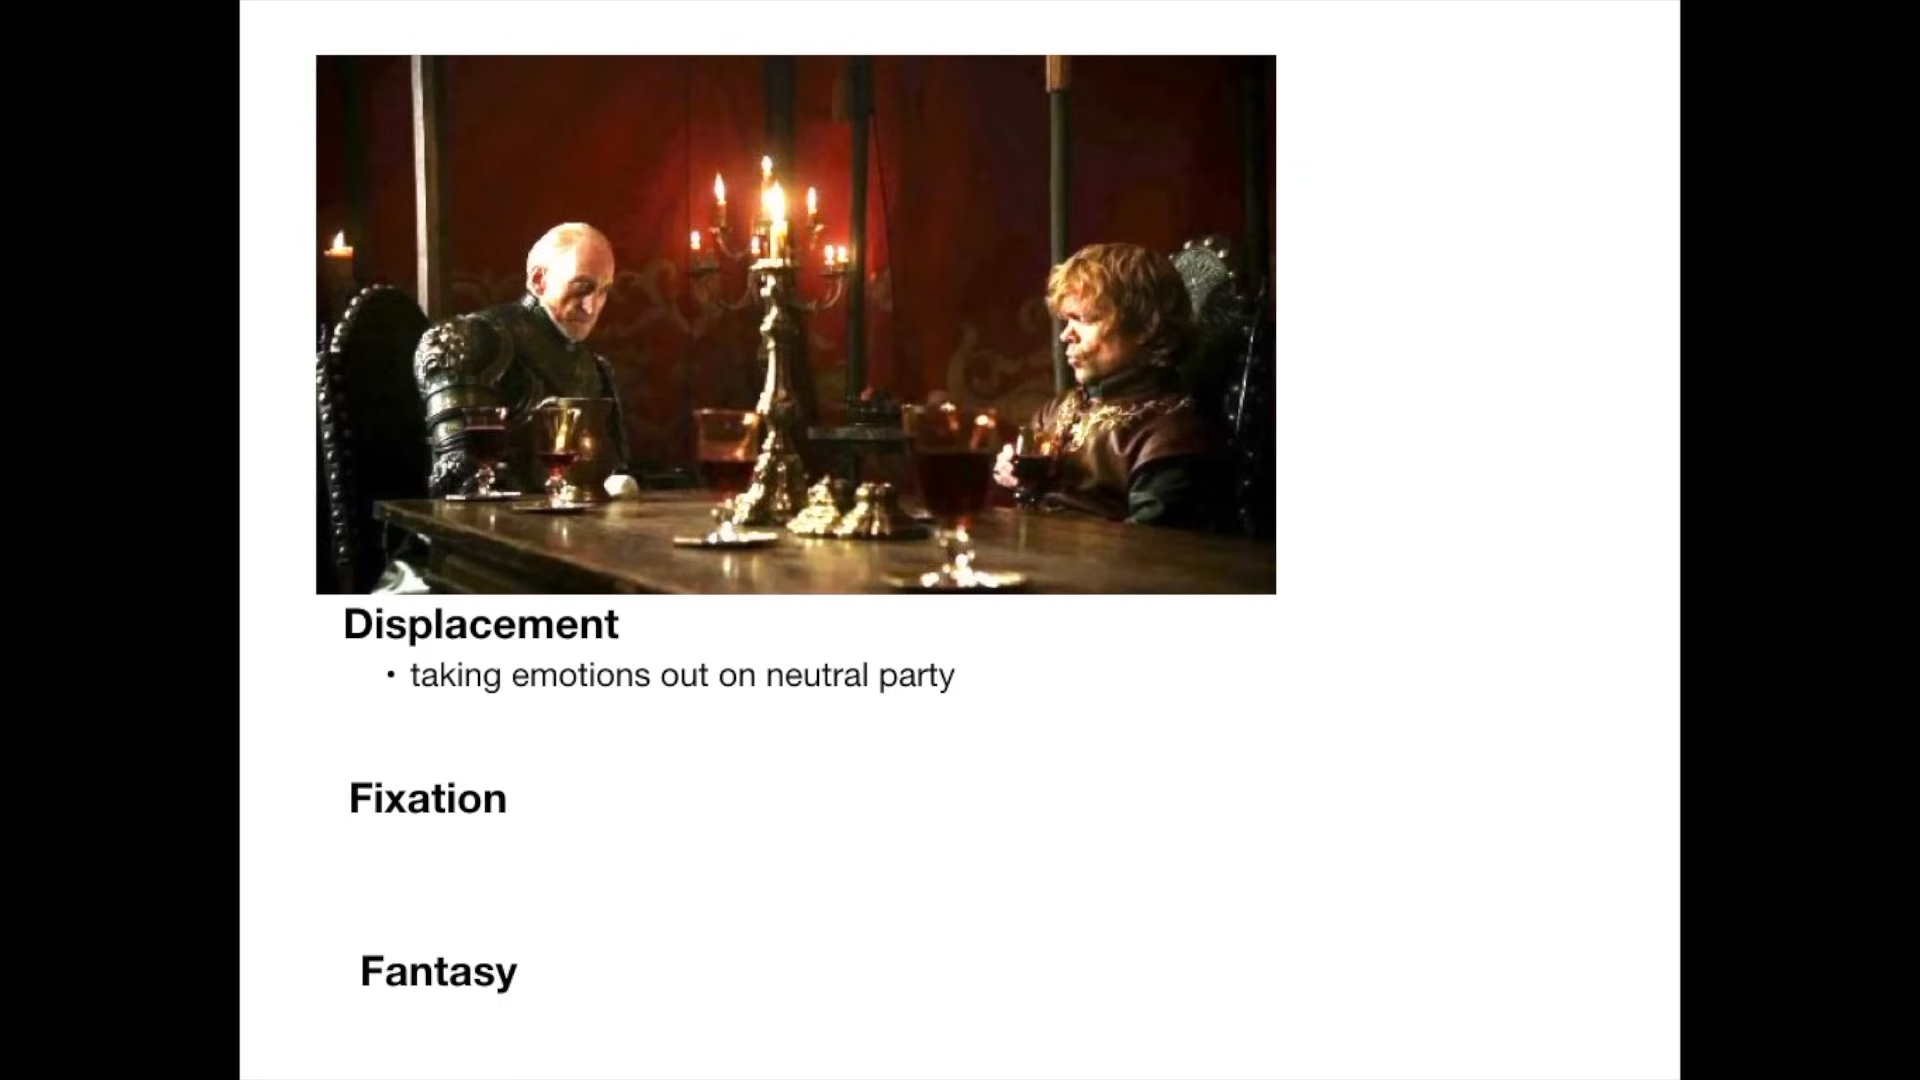 Displacement
• taking emotions out on neutral party
Fixation
Fantasy